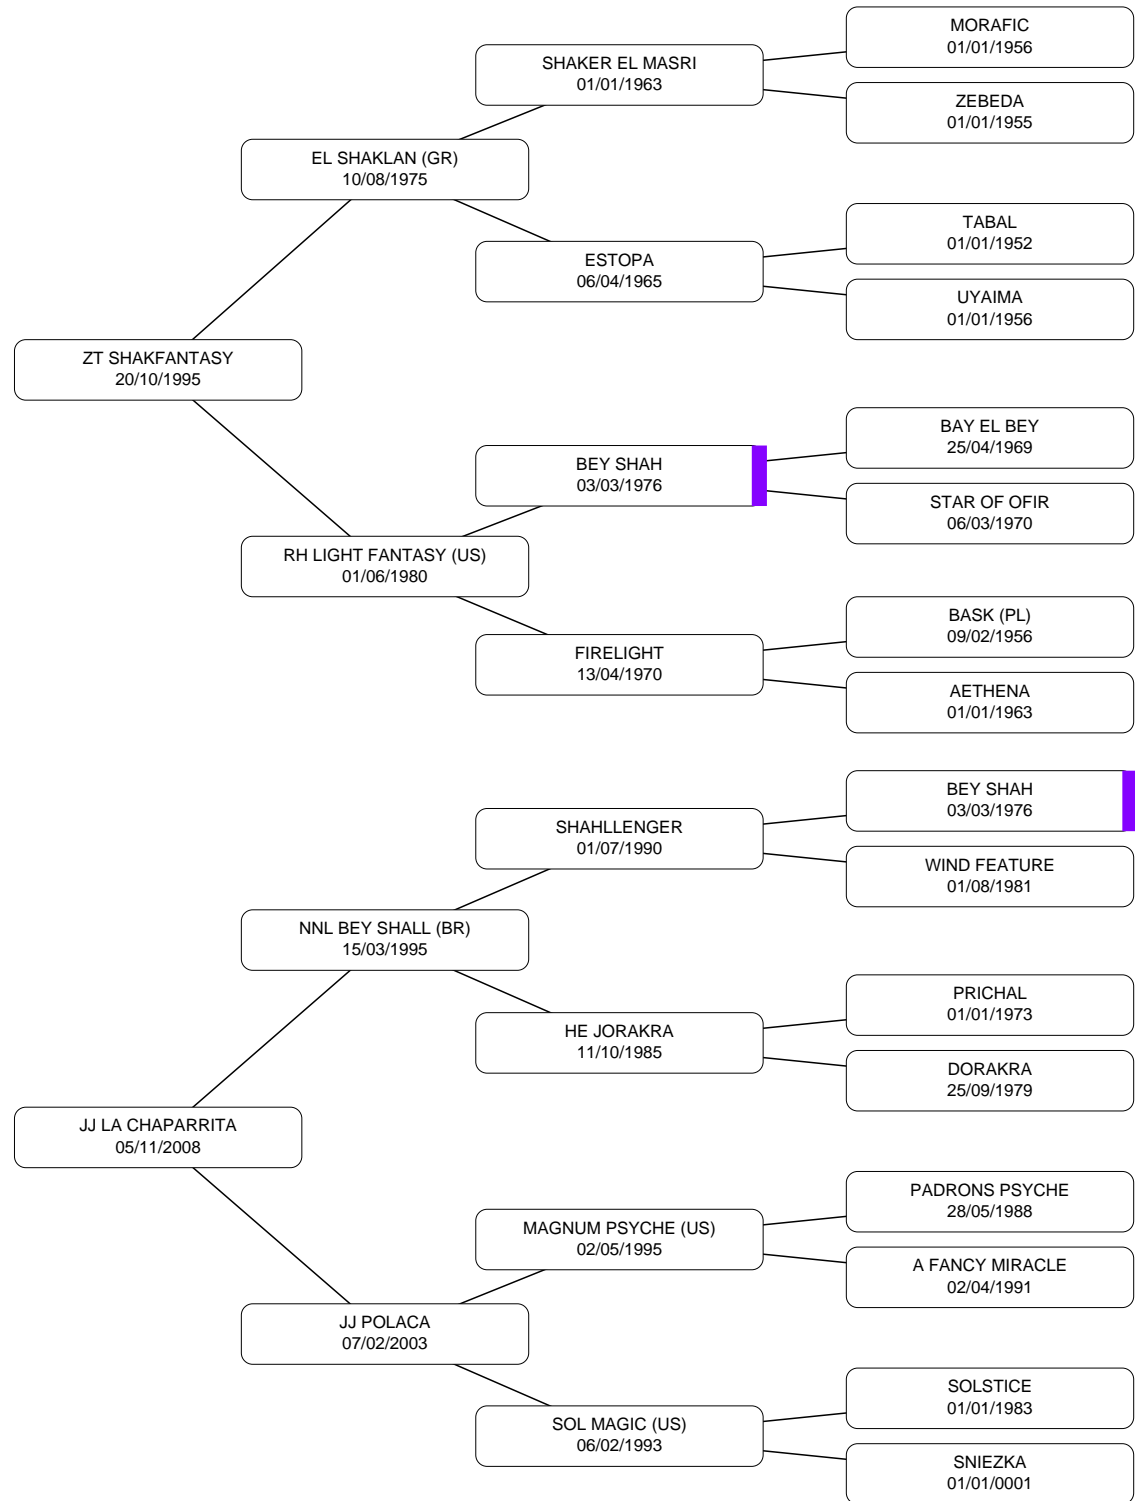 MORAFIC
01/01/1956
SHAKER EL MASRI
01/01/1963
ZEBEDA
01/01/1955
EL SHAKLAN (GR)
10/08/1975
TABAL
01/01/1952
ESTOPA
06/04/1965
UYAIMA
01/01/1956
ZT SHAKFANTASY
20/10/1995
BAY EL BEY
25/04/1969
BEY SHAH
03/03/1976
STAR OF OFIR
06/03/1970
RH LIGHT FANTASY (US)
01/06/1980
BASK (PL)
09/02/1956
FIRELIGHT
13/04/1970
AETHENA
01/01/1963
BEY SHAH
03/03/1976
SHAHLLENGER
01/07/1990
WIND FEATURE
01/08/1981
NNL BEY SHALL (BR)
15/03/1995
PRICHAL
01/01/1973
HE JORAKRA
11/10/1985
DORAKRA
25/09/1979
JJ LA CHAPARRITA
05/11/2008
PADRONS PSYCHE
28/05/1988
MAGNUM PSYCHE (US)
02/05/1995
A FANCY MIRACLE
02/04/1991
JJ POLACA
07/02/2003
SOLSTICE
01/01/1983
SOL MAGIC (US)
06/02/1993
SNIEZKA
01/01/0001